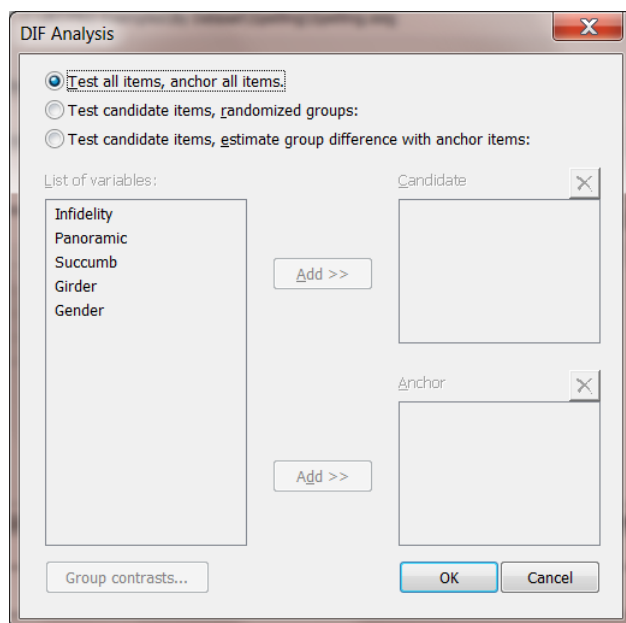 DIF Analysis
Test all items, anchor all items.
Test candidate items, randomized groups:
Test candidate items, estimate group difference with anchor items:
List of variables:
Candidate
Infidelity
Panoramic
Succumb
Girder
Gender
Add >>
Anchor
Add >>
Group contrasts...
OK
Cancel